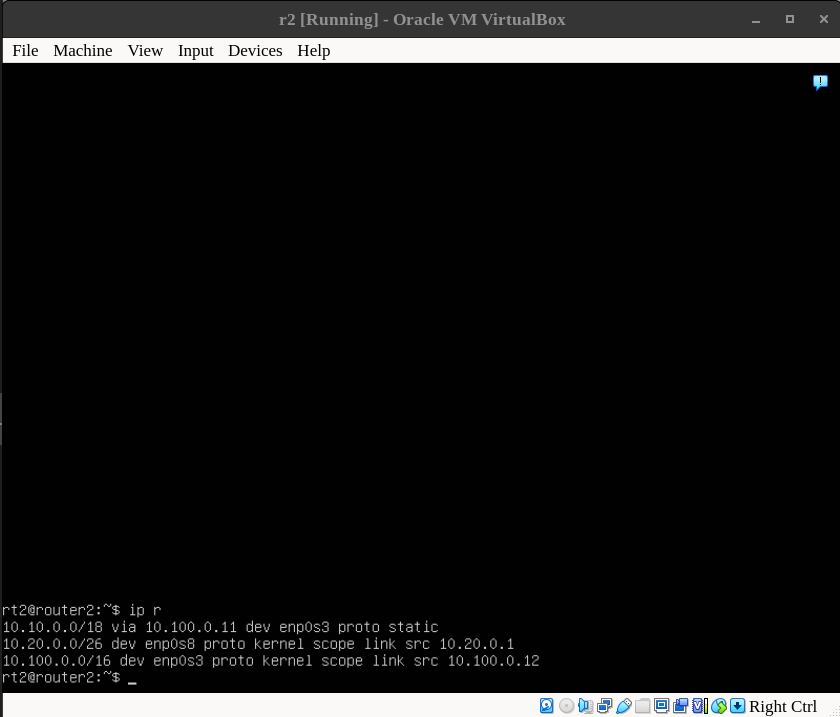 r2 [Running] - Oracle VM VirtualBox
File Machine View Input Devices Help
rt2@router2:~$ ip r
10.10.0.0/18 via 10.100.0.11 dev enp0s3 proto static
10.20.0.0/26 dev enp0s8 proto kernel scope link src 10.20.0.1
10.100.0.0/16 dev enp0s3 proto kernel scope link src 10.100.0.12
rt2@router2:~$ _
Right Ctrl